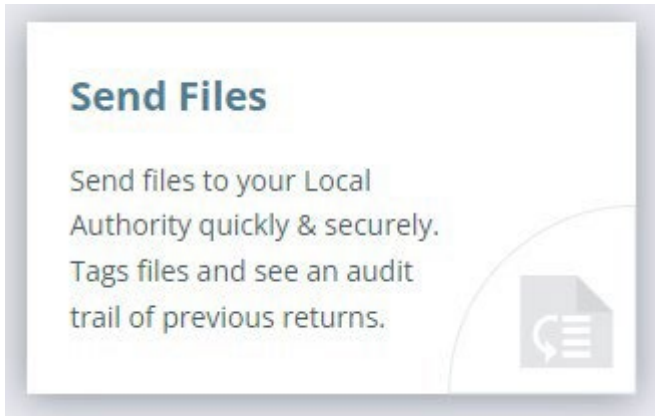 Send Files
Send files to your Local
Authority quickly & securely.
Tags files and see an audit
trail of previous returns.